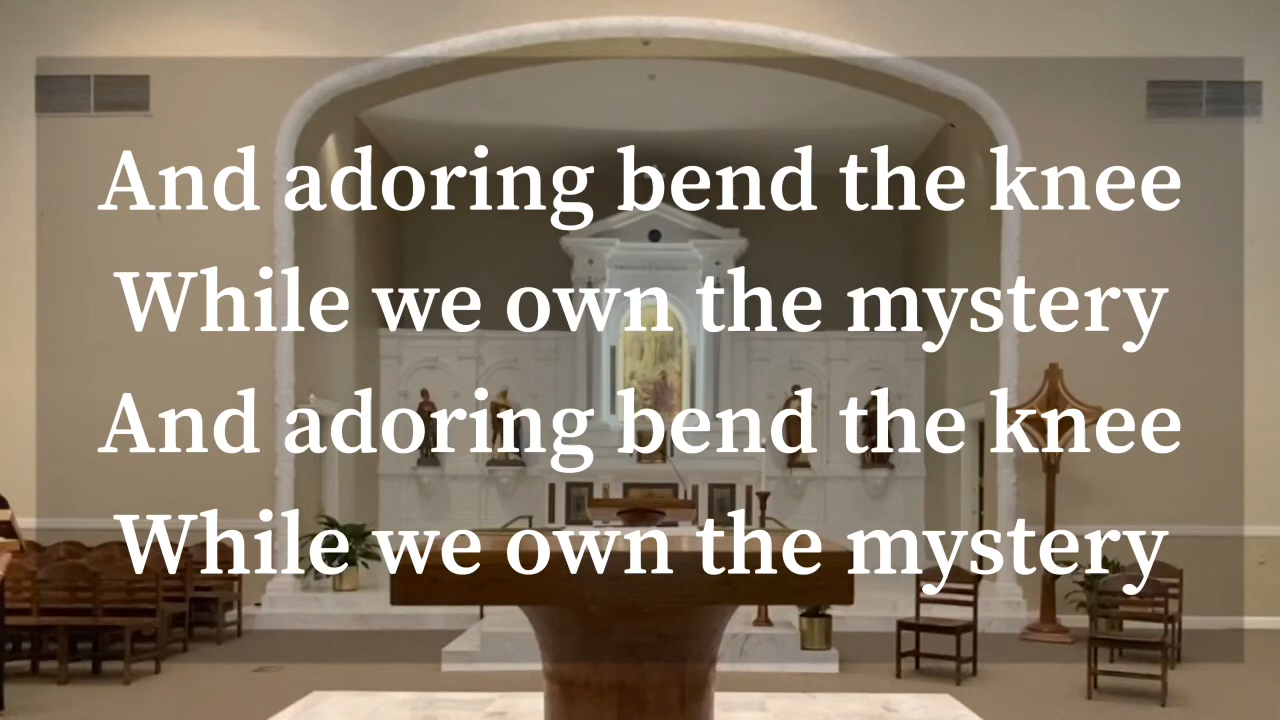 And adoring bend the knee
While we own the mystery
And adoring bend the knee
While we own the mystery